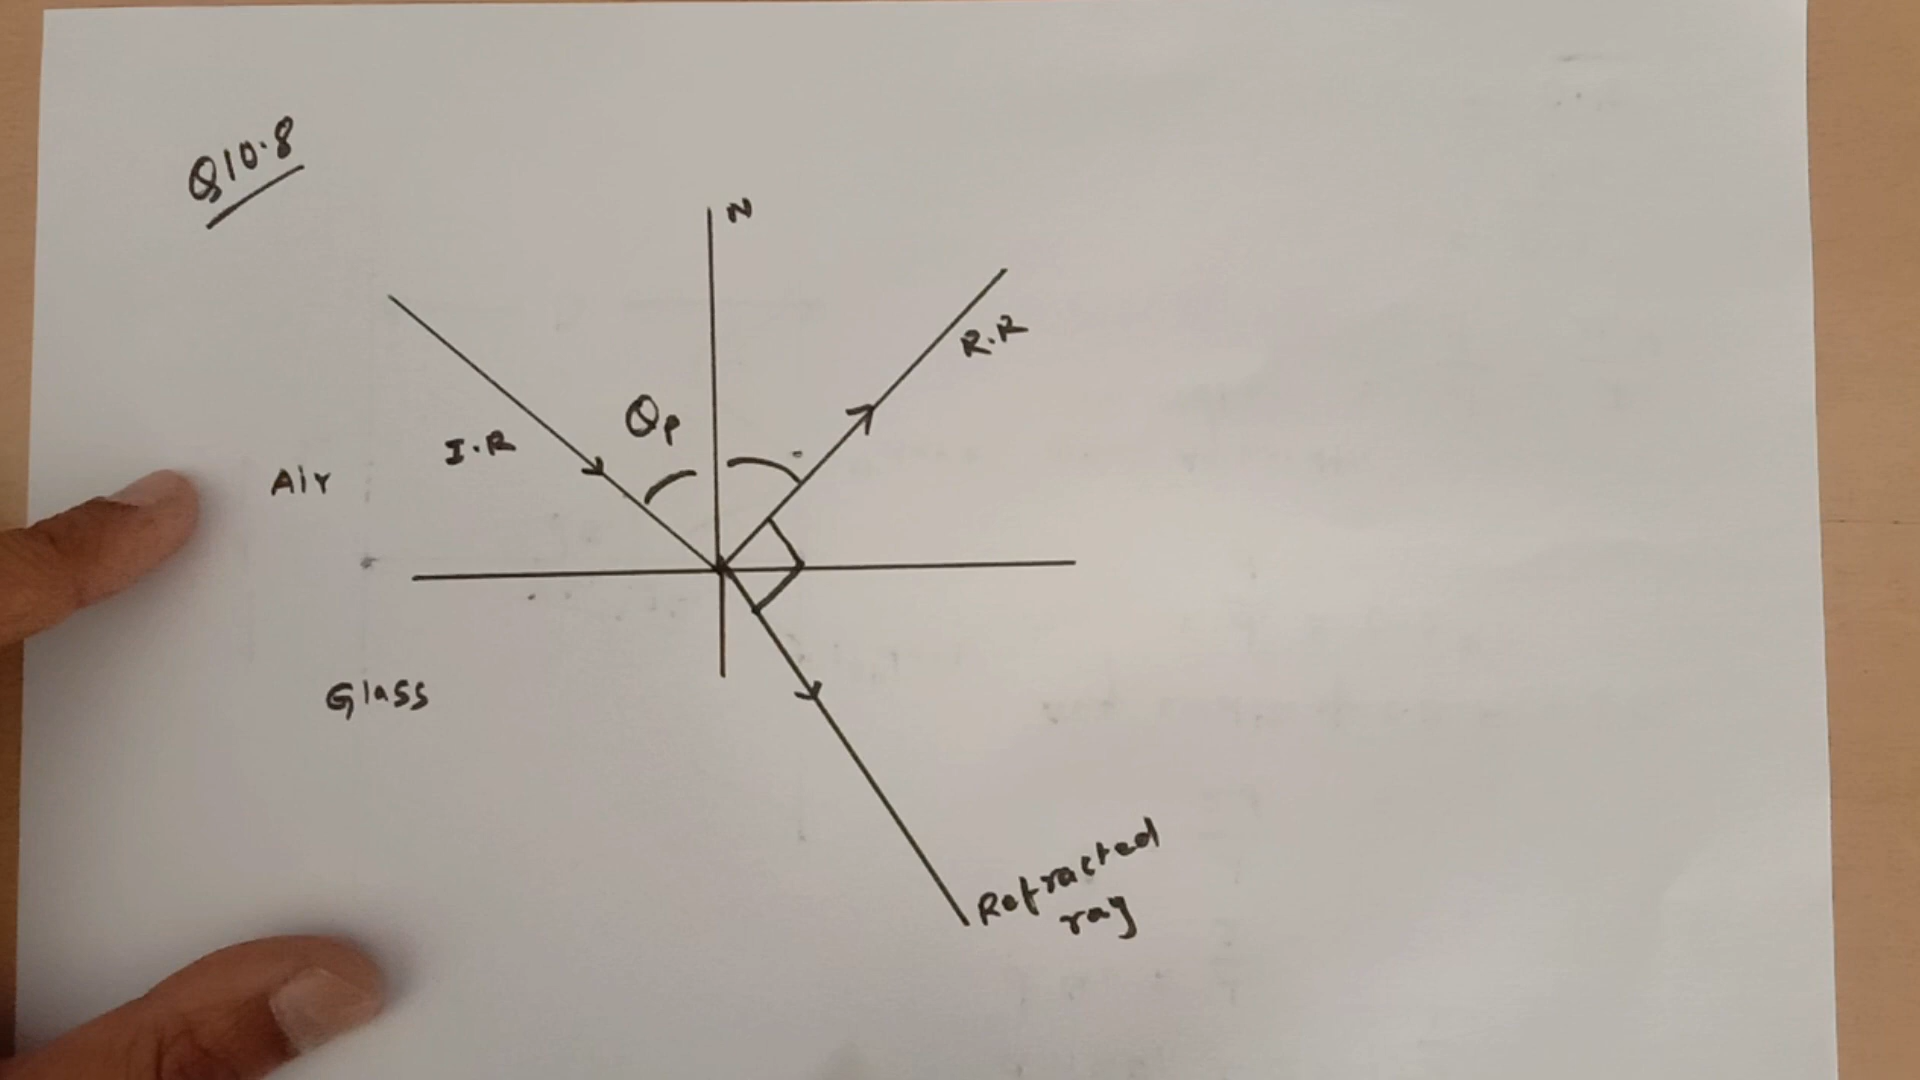 Q10.8
N
R.R
θp
I.R
Air
Glass
Refracted
ray